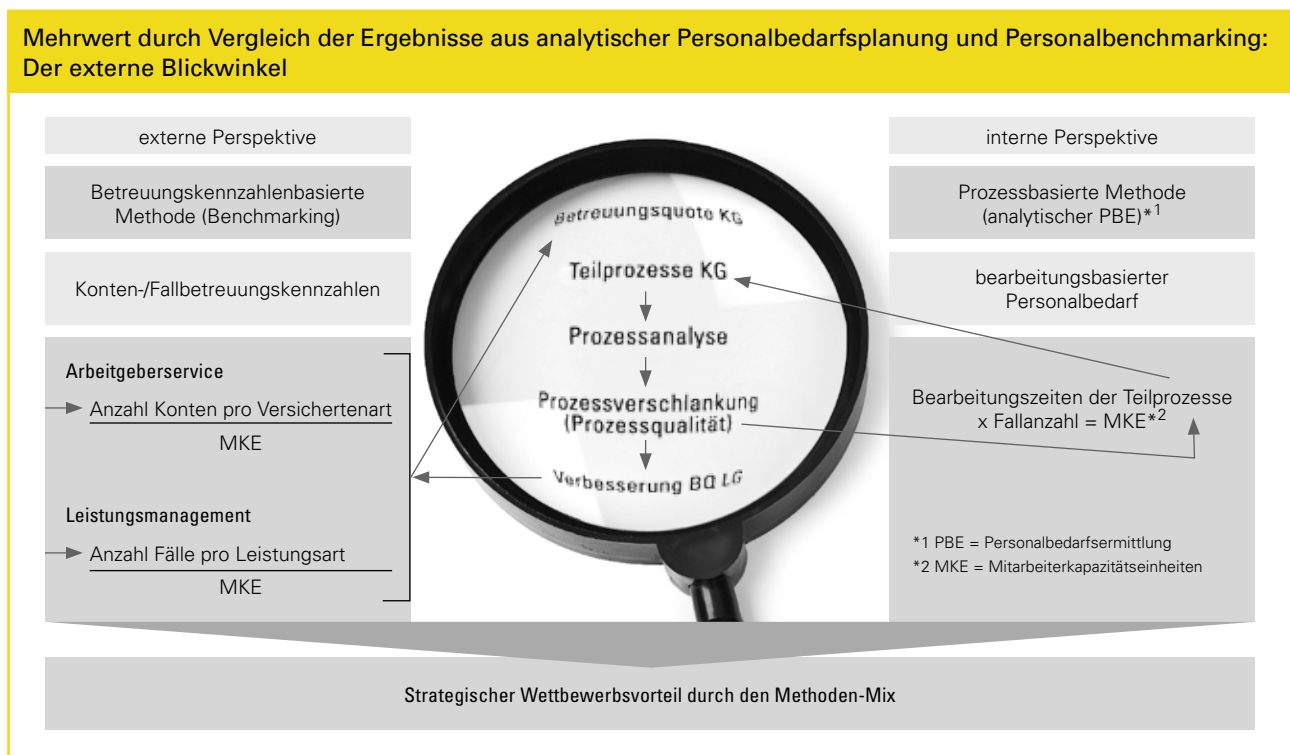 Mehrwert durch Vergleich der Ergebnisse aus analytischer Personalbedarfsplanung und Personalbenchmarking:
Der externe Blickwinkel
externe Perspektive
Betreuungskennzahlenbasierte
Methode (Benchmarking)
Konten-/Fallbetreuungskennzahlen
Arbeitgeberservice
Anzahl Konten pro Versichertenart
MKE
Leistungsmanagement
Anzahl Fälle pro Leistungsart
MKE
Betreuungsquote KG
Teilprozesse KG
Prozessanalyse
Prozessverschlankung
(Prozessqualität)
Verbesserung BQ LG
interne Perspektive
Prozessbasierte Methode
(analytischer PBE)*1
bearbeitungsbasierter
Personalbedarf
Bearbeitungszeiten der Teilprozesse
x Fallanzahl = MKE*2
*1 PBE = Personalbedarfsermittlung
*2 MKE = Mitarbeiterkapazitätseinheiten
Strategischer Wettbewerbsvorteil durch den Methoden-Mix